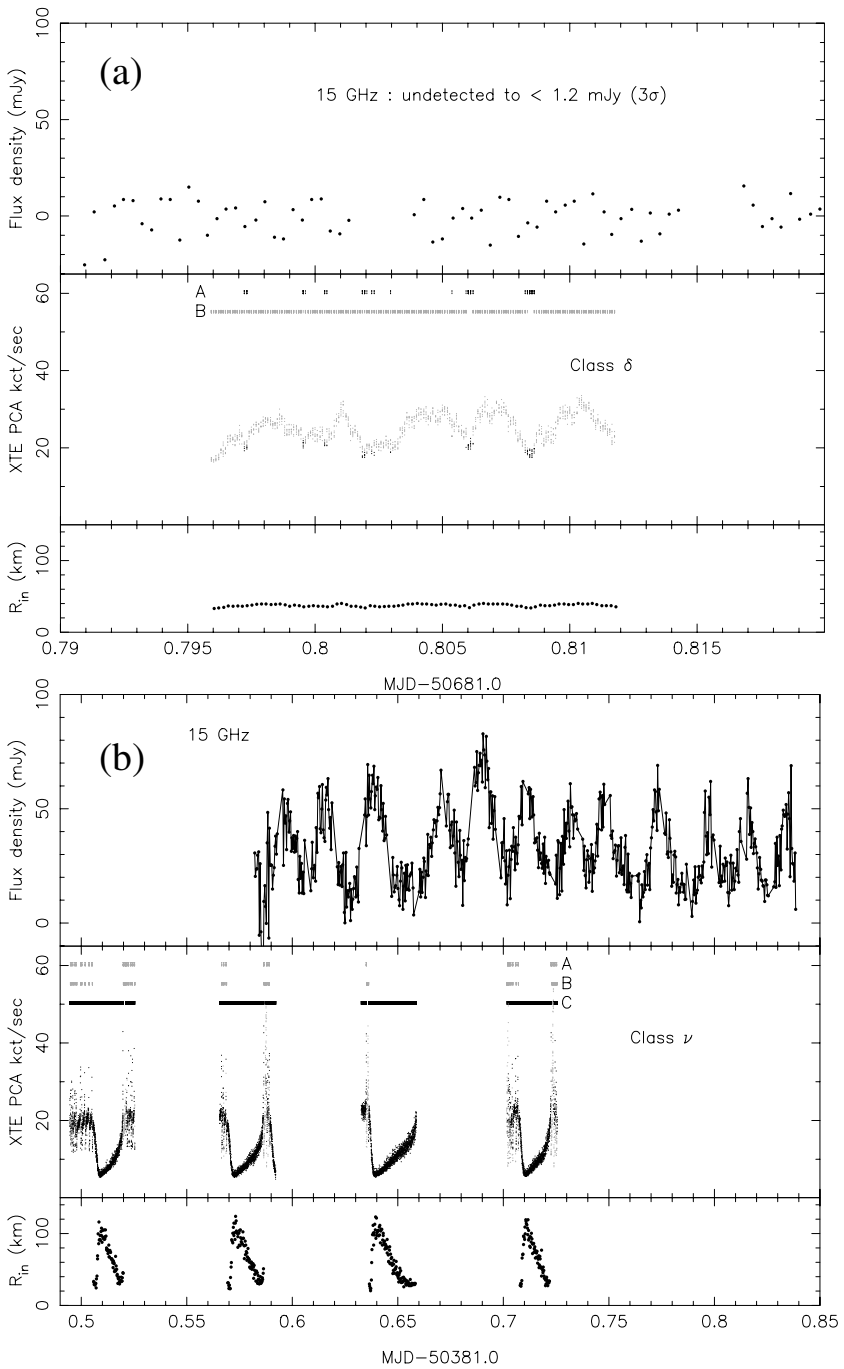 100
(a)
15 GHz : undetected to < 1.2 mJy (3σ)
50
Flux density (mJy)
0
60
A
B
Class δ
40
XTE PCA kct/sec
20
100
R_in (km)
0
0.79 0.795 0.8 0.805 0.81 0.815
MJD−50681.0
100
15 GHz
(b)
50
Flux density (mJy)
0
60
A
B
C
Class ν
40
XTE PCA kct/sec
20
100
R_in (km)
0
0.5 0.55 0.6 0.65 0.7 0.75 0.8 0.85
MJD−50381.0